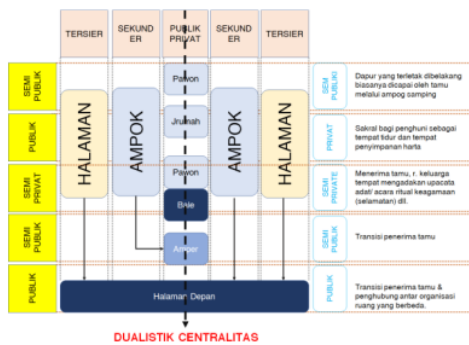 TERSIER
SEKUND
ER
PUBLIK
PRIVAT
SEKUND
ER
TERSIER
SEMI
PUBLIK
PUBLIK
SEMI
PRIVAT
SEMI
PUBLIK
PUBLIK
HALAMAN
AMPOK
Pawon
Jrumah
Pawon
Bale
Amper
AMPOK
HALAMAN
Halaman Depan
SEMI
PUBLIK
Dapur yang terletak dibelakang
biasanya dicapai oleh tamu
melalui ampog samping
PRIVAT
Sakral bagi penghuni sebagai
tempat tidur dan tempat
penyimpanan harta
SEMI
PRIVATE
Menerima tamu, r. keluarga
tempat mengadakan upacata
adat/ acara ritual keagamaan
(selamatan) dll.
SEMI
PUBLIK
Transisi penerima tamu
PUBLIK
Transisi penerima tamu &
penghubung antar organisasi
ruang yang berbeda.
DUALISTIK CENTRALITAS